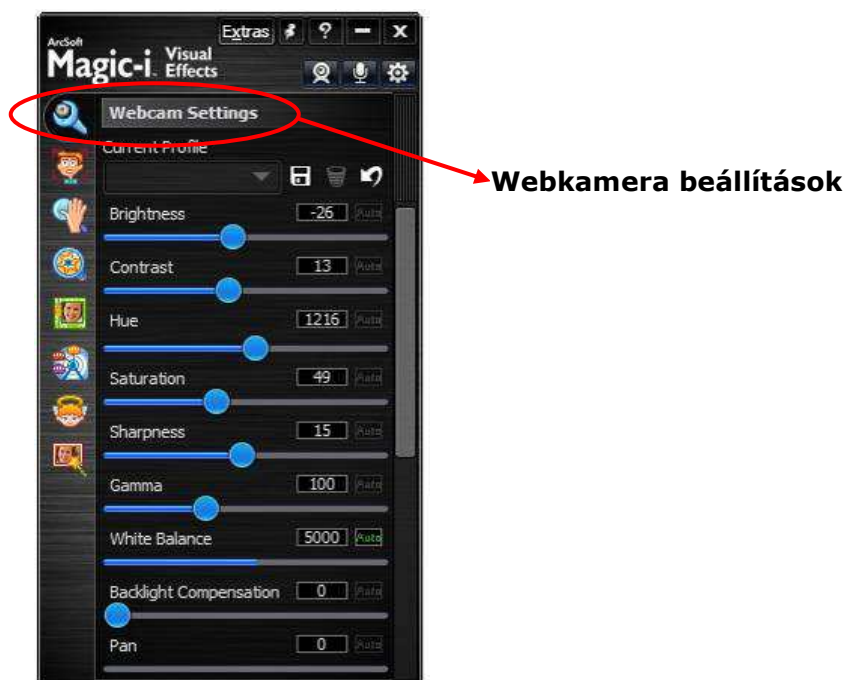 Extras ? – x
ArcSoft
Magic-i Visual Effects
Webcam Settings
Current Profile
Brightness -26 Auto
Contrast 13 Auto
Hue 1216 Auto
Saturation 49 Auto
Sharpness 15 Auto
Gamma 100 Auto
White Balance 5000 Auto
Backlight Compensation 0 Auto
Pan 0 Auto
Webkamera beállítások